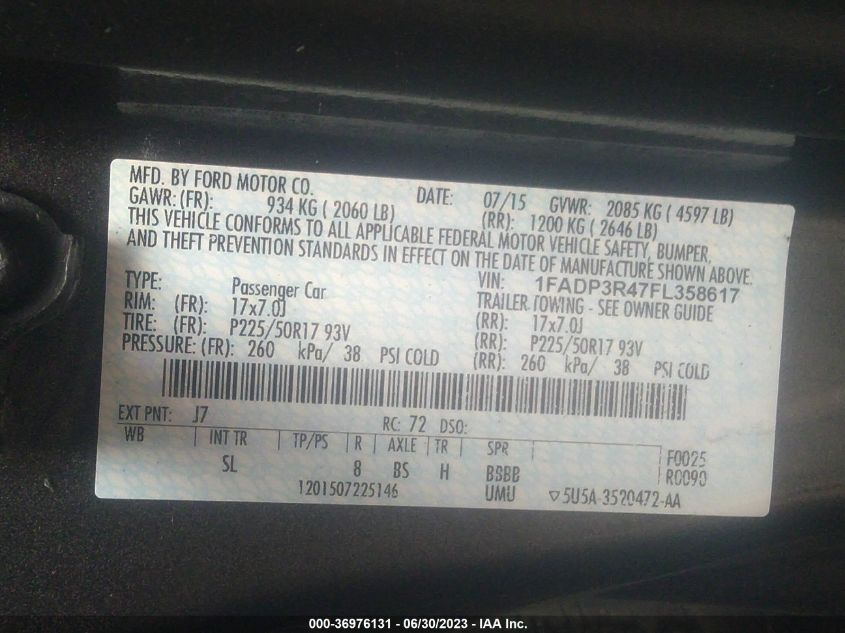 MFD. BY FORD MOTOR CO. DATE: 07/15 GVWR: 2085 KG ( 4597 LB)
GAWR: (FR): 934 KG ( 2060 LB) (RR): 1200 KG ( 2646 LB)
THIS VEHICLE CONFORMS TO ALL APPLICABLE FEDERAL MOTOR VEHICLE SAFETY, BUMPER,
AND THEFT PREVENTION STANDARDS IN EFFECT ON THE DATE OF MANUFACTURE SHOWN ABOVE.
TYPE: Passenger Car VIN: 1FADP3R47FL358617
TRAILER TOWING - SEE OWNER GUIDE
RIM: (FR): 17x7.0J (RR): 17x7.0J
TIRE: (FR): P225/50R17 93V (RR): P225/50R17 93V
PRESSURE: (FR): 260 kPa/ 38 PSI COLD (RR): 260 kPa/ 38 PSI COLD
EXT PNT: J7 RC: 72 DSO:
WB INT TR TP/PS R AXLE TR SPR F0025
SL 8 BS H BSBB R0090
1201507225146 UMU ▽5U5A-3520472-AA
000-36976131 - 06/30/2023 - IAA Inc.